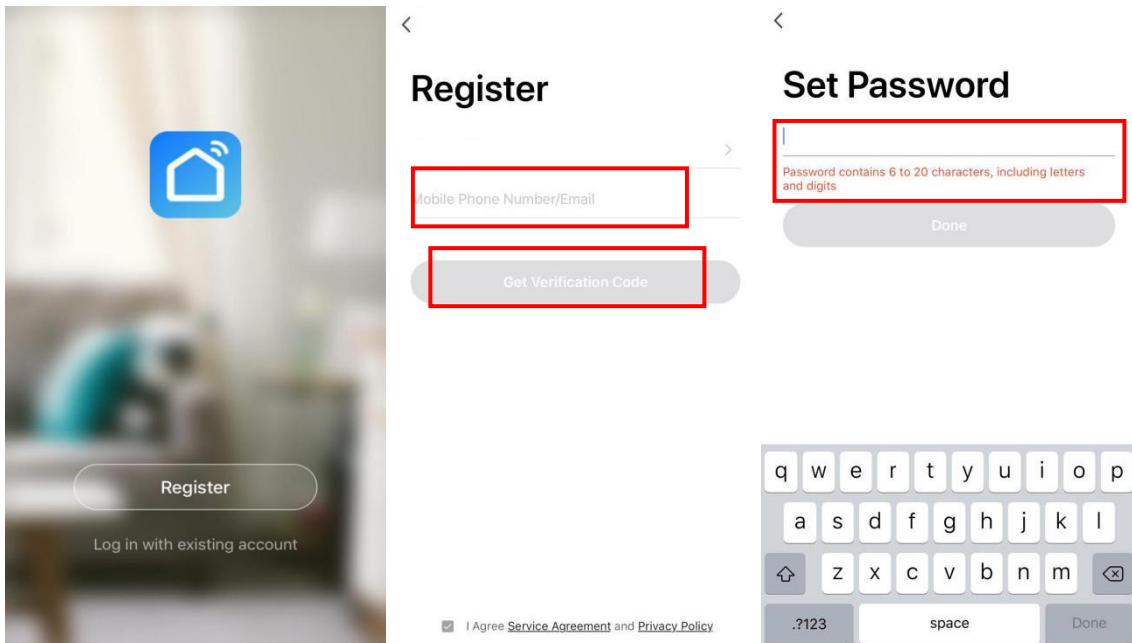 Register
Log in with existing account
Register
Mobile Phone Number/Email
Get Verification Code
I Agree Service Agreement and Privacy Policy
Set Password
Password contains 6 to 20 characters, including letters
and digits
Done
q w e r t y u i o p
a s d f g h j k l
z x c v b n m
.?123 space Done